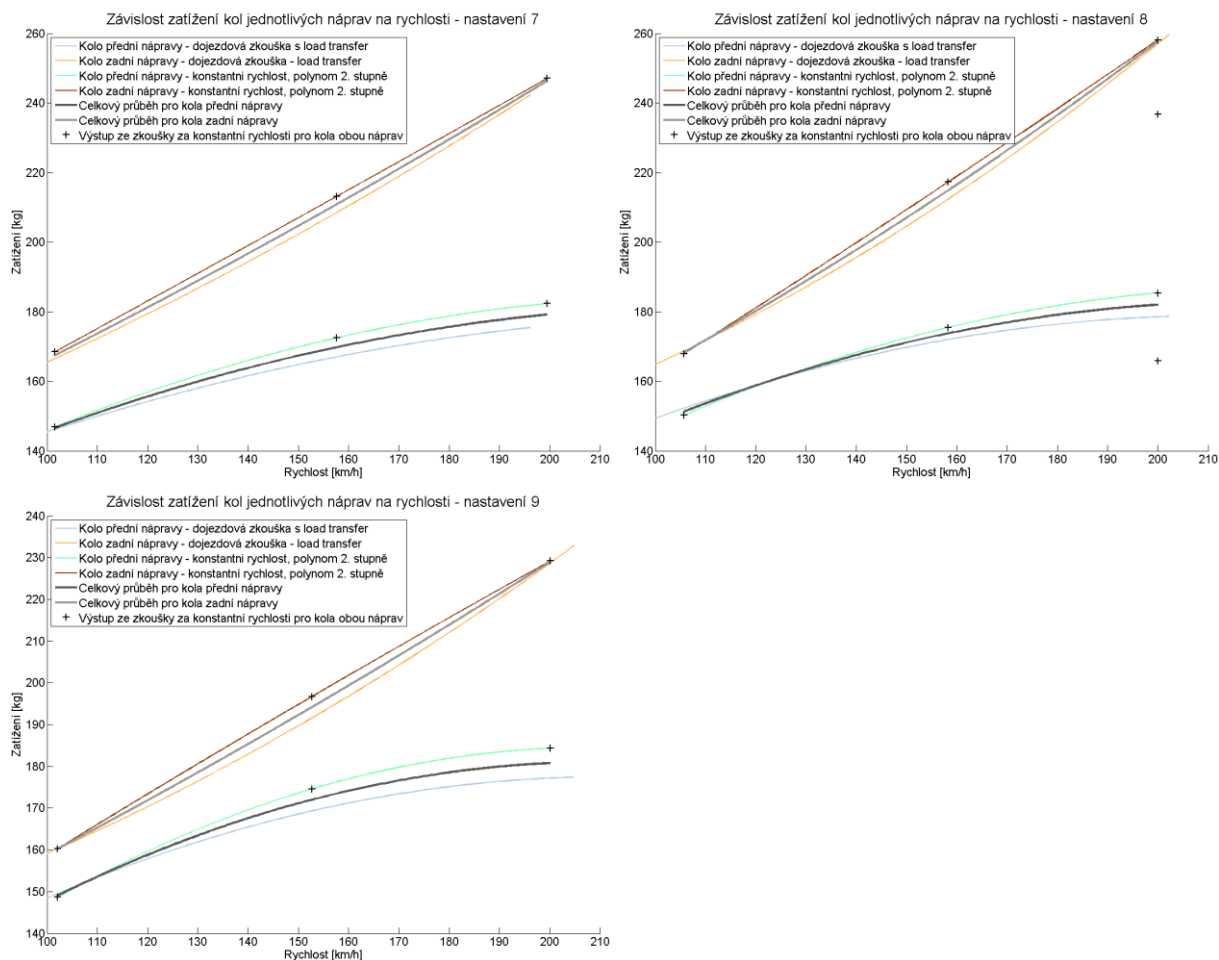 Závislost zatížení kol jednotlivých náprav na rychlosti - nastavení 7
260
240
220
200
180
160
140
Zatížení [kg]
Kolo přední nápravy - dojezdová zkouška s load transfer
Kolo zadní nápravy - dojezdová zkouška - load transfer
Kolo přední nápravy - konstantni rychlost, polynom 2. stupně
Kolo zadní nápravy - konstantní rychlost, polynom 2. stupně
Celkový průběh pro kola přední nápravy
Celkový průběh pro kola zadní nápravy
Výstup ze zkoušky za konstantní rychlosti pro kola obou náprav
100 110 120 130 140 150 160 170 180 190 200 210
Rychlost [km/h]
Závislost zatížení kol jednotlivých náprav na rychlosti - nastavení 8
260
240
220
200
180
160
140
Zatížení [kg]
Kolo přední nápravy - dojezdová zkouška s load transfer
Kolo zadní nápravy - dojezdová zkouška - load transfer
Kolo přední nápravy - konstantni rychlost, polynom 2. stupně
Kolo zadní nápravy - konstantní rychlost, polynom 2. stupně
Celkový průběh pro kola přední nápravy
Celkový průběh pro kola zadní nápravy
Výstup ze zkoušky za konstantní rychlosti pro kola obou náprav
100 110 120 130 140 150 160 170 180 190 200 210
Rychlost [km/h]
Závislost zatížení kol jednotlivých náprav na rychlosti - nastavení 9
240
230
220
210
200
190
180
170
160
150
140
Zatížení [kg]
Kolo přední nápravy - dojezdová zkouška s load transfer
Kolo zadní nápravy - dojezdová zkouška - load transfer
Kolo přední nápravy - konstantni rychlost, polynom 2. stupně
Kolo zadní nápravy - konstantní rychlost, polynom 2. stupně
Celkový průběh pro kola přední nápravy
Celkový průběh pro kola zadní nápravy
Výstup ze zkoušky za konstantní rychlosti pro kola obou náprav
100 110 120 130 140 150 160 170 180 190 200 210
Rychlost [km/h]